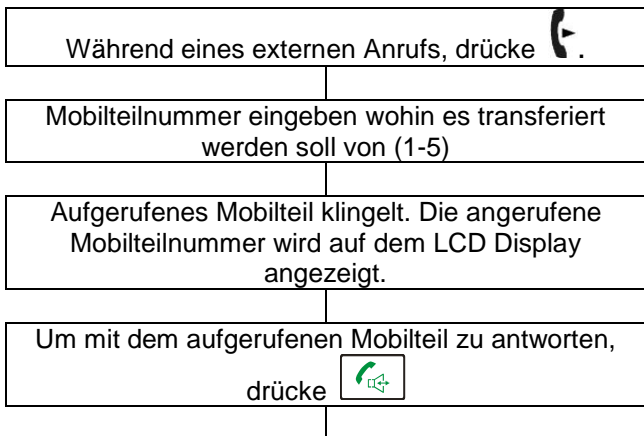 Während eines externen Anrufs, drücke .
Mobilteilnummer eingeben wohin es transferiert
werden soll von (1-5)
Aufgerufenes Mobilteil klingelt. Die angerufene
Mobilteilnummer wird auf dem LCD Display
angezeigt.
Um mit dem aufgerufenen Mobilteil zu antworten,
drücke